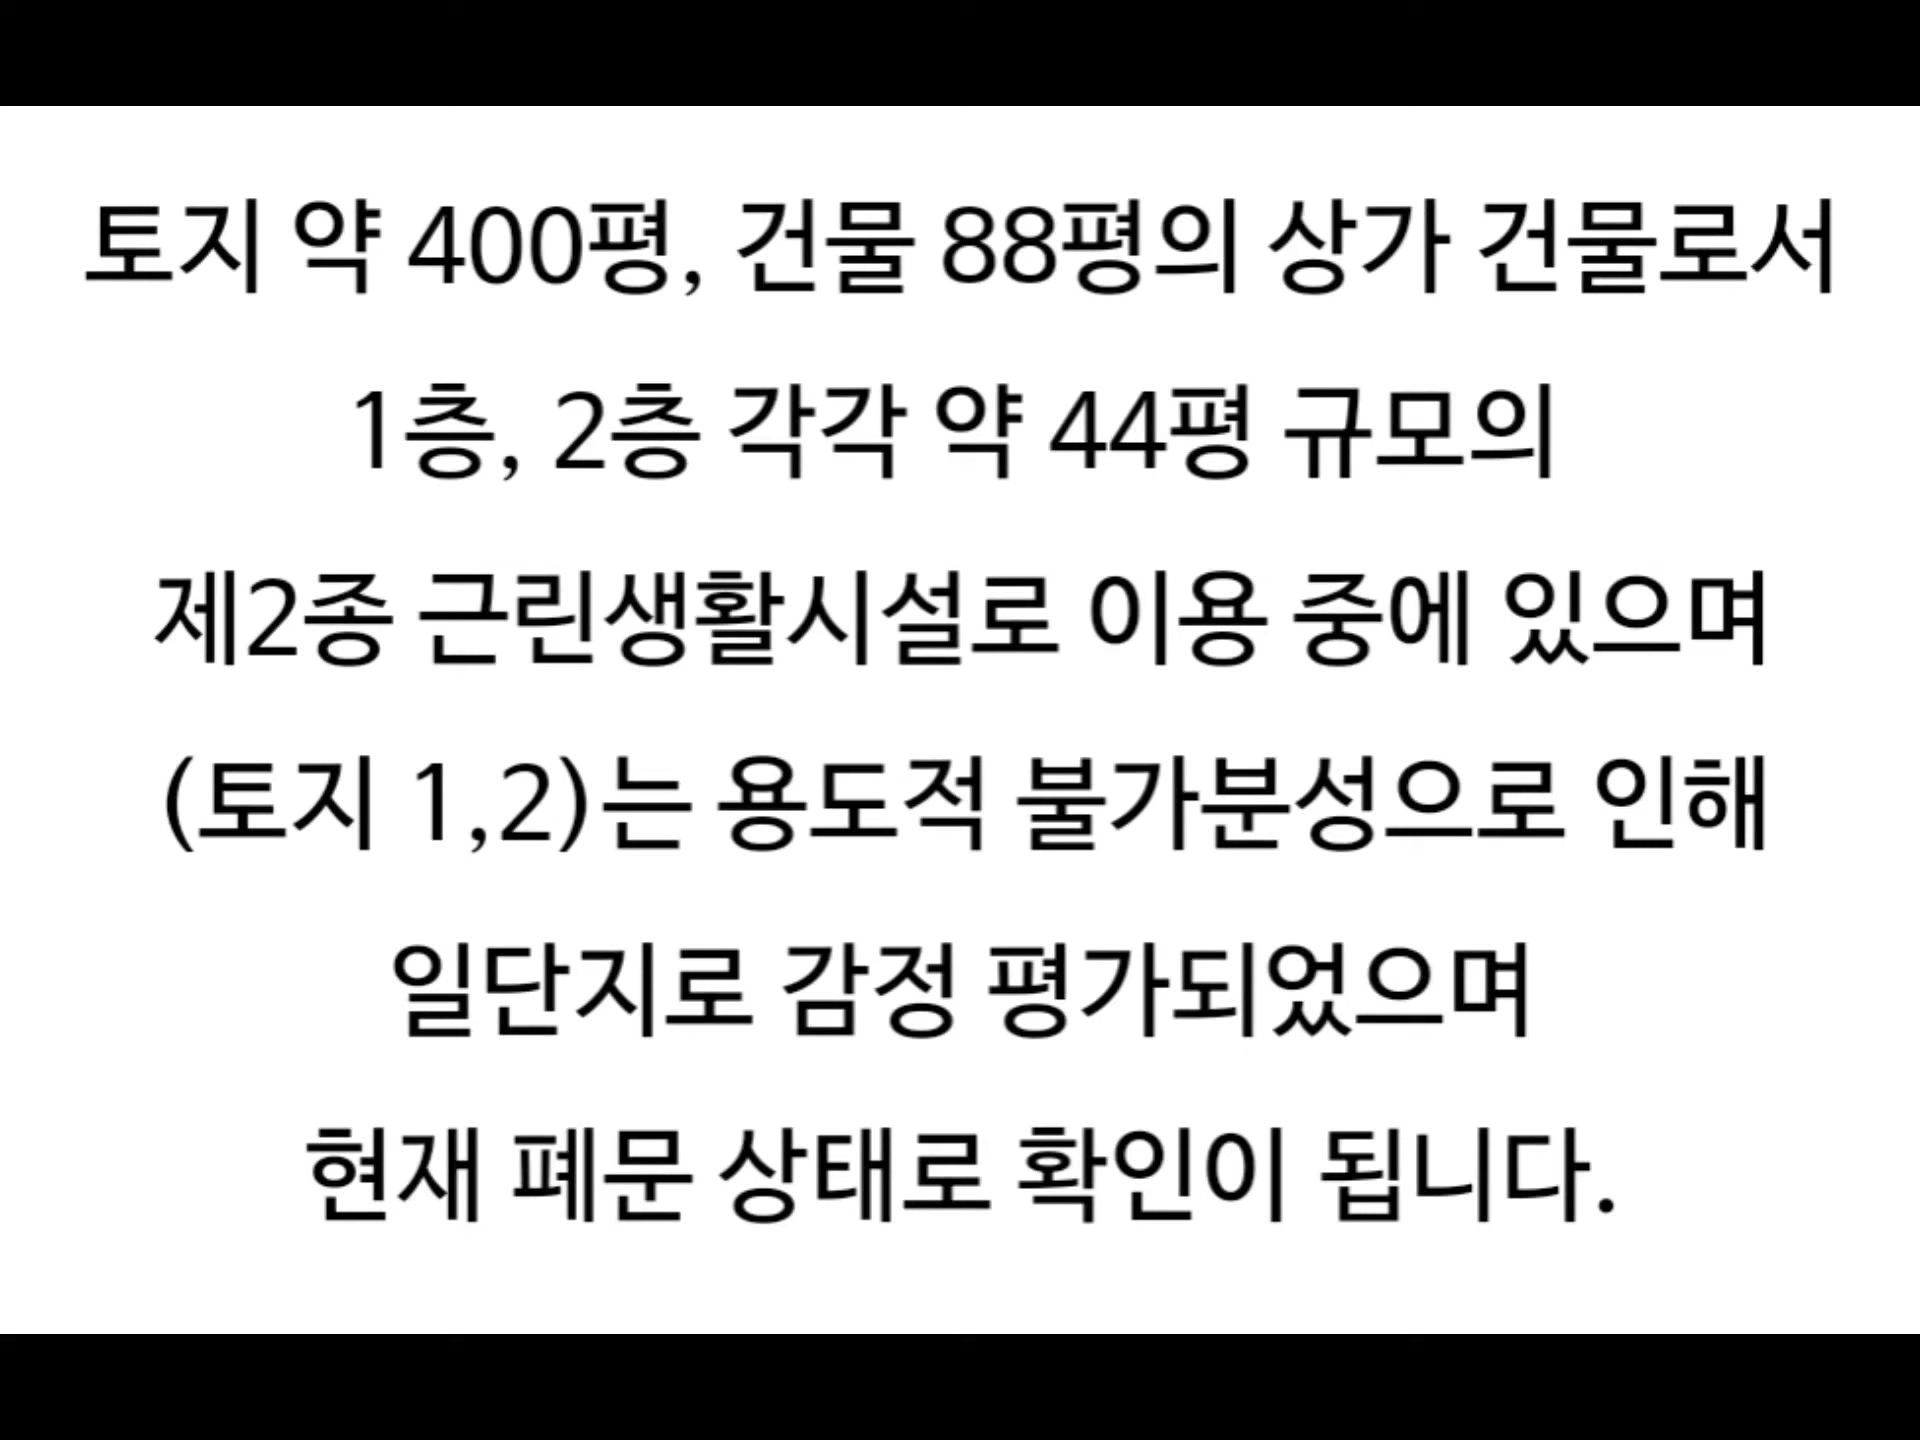 토지 약 400평, 건물 88평의 상가 건물로서
1층, 2층 각각 약 44평 규모의
제2종 근린생활시설로 이용 중에 있으며
(토지 1,2)는 용도적 불가분성으로 인해
일단지로 감정 평가되었으며
현재 폐문 상태로 확인이 됩니다.